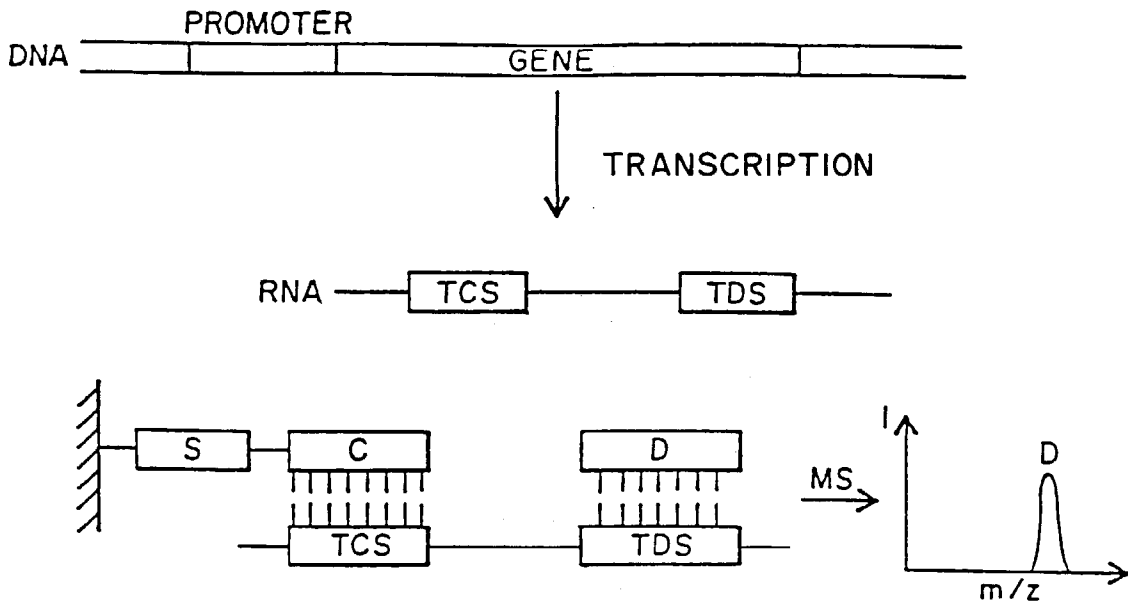 PROMOTER
DNA
GENE
TRANSCRIPTION
RNA TCS TDS
S C D
TCS TDS
MS
I
D
m/z